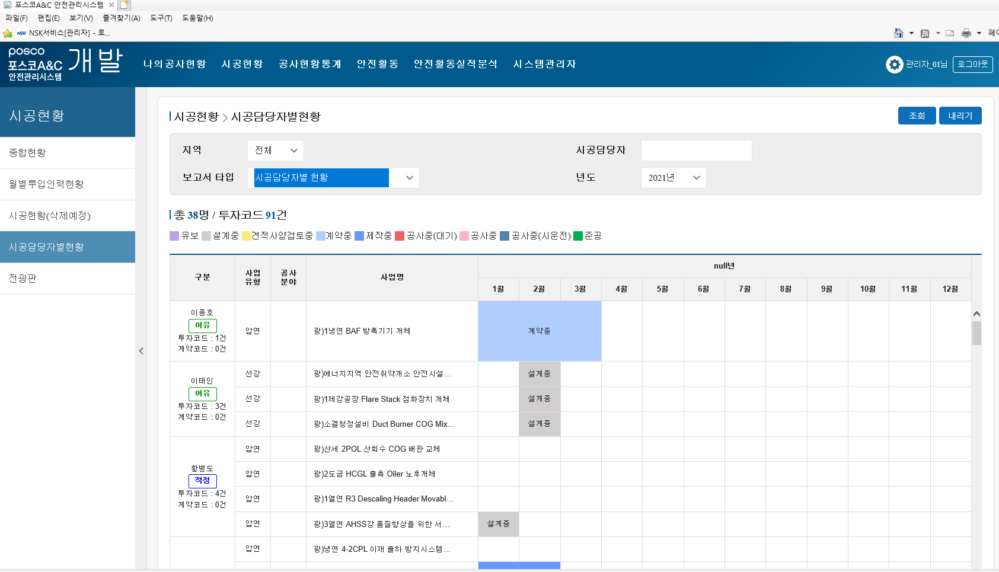 포스코A&C 안전관리시스템
파일(F) 편집(E) 보기(V) 즐겨찾기(A) 도구(T) 도움말(H)
NSK NSK서비스[관리자] - 로...
posco
포스코A&C
안전관리시스템
개발
나의공사현황 시공현황 공사현황통계 안전활동 안전활동실적분석 시스템관리자
관리자_01님 로그아웃
시공현황
종합현황
월별투입인력현황
시공현황(삭제예정)
시공담당자별현황
전광판
시공현황 > 시공담당자별현황
조회 내리기
지역 전체 시공담당자
보고서 타입 시공담당자별 현황 년도 2021년
총 38명 / 투자코드 91건
유보 설계중 견적사양검토중 계약중 제작중 공사중(대기) 공사중 공사중(시운전) 준공
구분 사업유형 공사분야 사업명 null년
1월 2월 3월 4월 5월 6월 7월 8월 9월 10월 11월 12월
이종호
여유
투자코드 : 1건
계약코드 : 0건
압연 광)1냉연 BAF 방폭기기 개체 계약중
이태인
여유
투자코드 : 3건
계약코드 : 0건
선강 광)에너지지역 안전취약개소 안전시설... 설계중
선강 광)1제강공장 Flare Stack 점화장치 개체 설계중
선강 광)소결청정설비 Duct Burner COG Mix... 설계중
황병도
적정
투자코드 : 4건
계약코드 : 0건
압연 광)산세 2POL 산회수 COG 배관 교체
압연 광)2도금 HCGL 출측 Oiler 노후개체
압연 광)1열연 R3 Descaling Header Movabl...
압연 광)3열연 AHSS강 품질향상을 위한 서... 설계중
압연 광)냉연 4-2CPL 이재 출하 방지시스템...